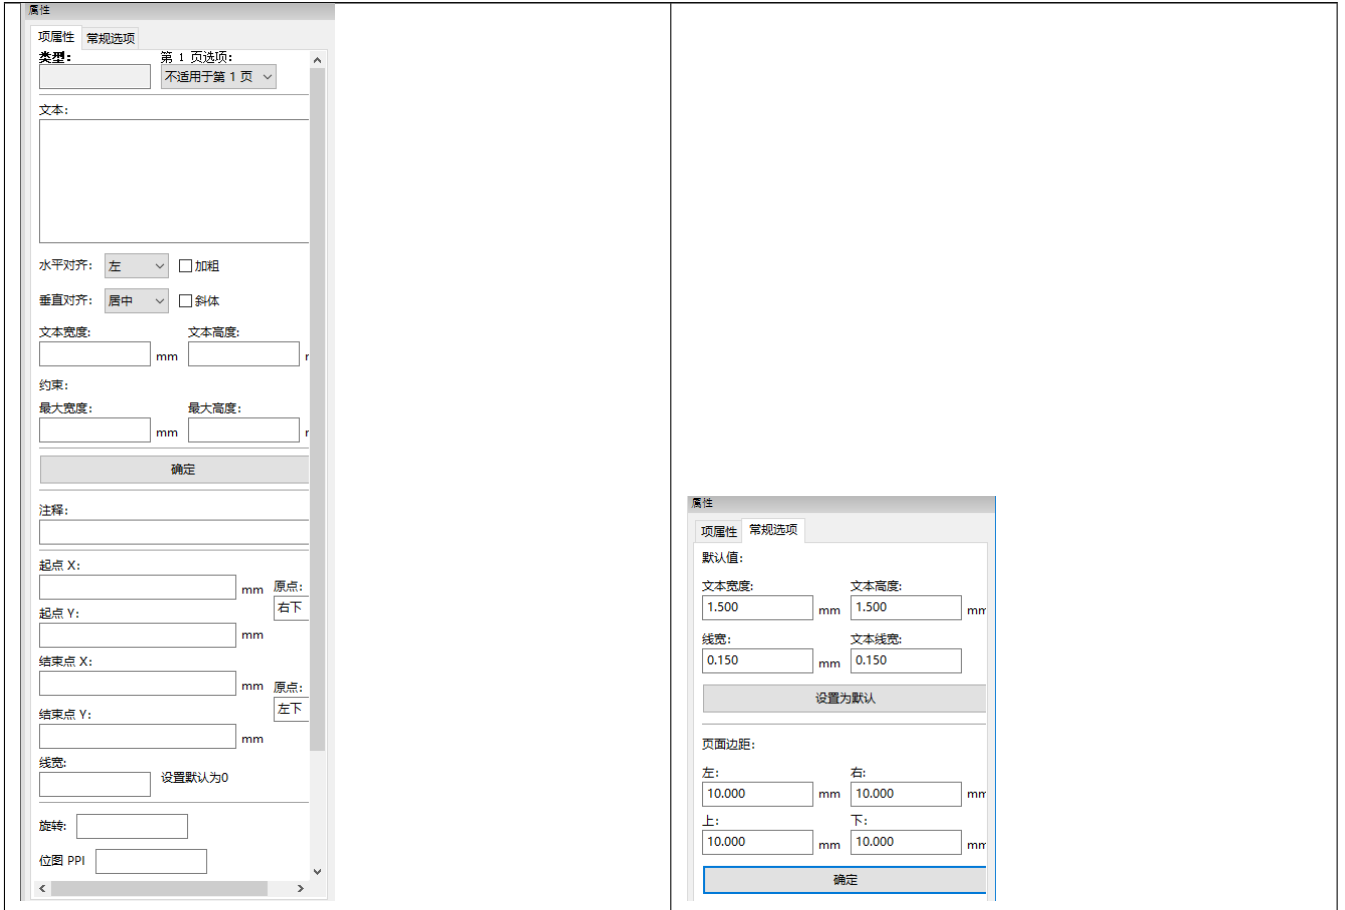 属性
项属性 常规选项
类型: 第 1 页选项:
不适用于第 1 页
文本:
水平对齐: 左 加粗
垂直对齐: 居中 斜体
文本宽度: 文本高度:
mm
约束:
最大宽度: 最大高度:
mm
确定
注释:
起点 X:
mm 原点:
右下
起点 Y:
mm
结束点 X:
mm 原点:
左下
结束点 Y:
mm
线宽:
设置默认为0
旋转:
位图 PPI
属性
项属性 常规选项
默认值:
文本宽度: 文本高度:
1.500 mm 1.500 mm
线宽: 文本线宽:
0.150 mm 0.150
设置为默认
页面边距:
左: 右:
10.000 mm 10.000 mm
上: 下:
10.000 mm 10.000 mm
确定